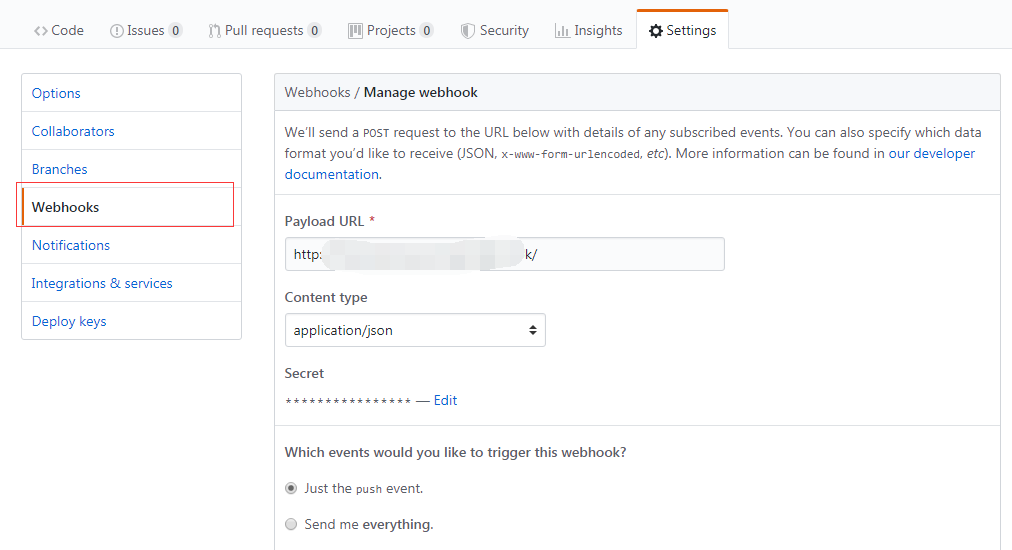 Code Issues 0 Pull requests 0 Projects 0 Security Insights Settings
Options
Collaborators
Branches
Webhooks
Notifications
Integrations & services
Deploy keys
Webhooks / Manage webhook
We'll send a POST request to the URL below with details of any subscribed events. You can also specify which data
format you'd like to receive (JSON, x-www-form-urlencoded, etc). More information can be found in our developer
documentation.
Payload URL *
http: k/
Content type
application/json
Secret
**************** — Edit
Which events would you like to trigger this webhook?
Just the push event.
Send me everything.